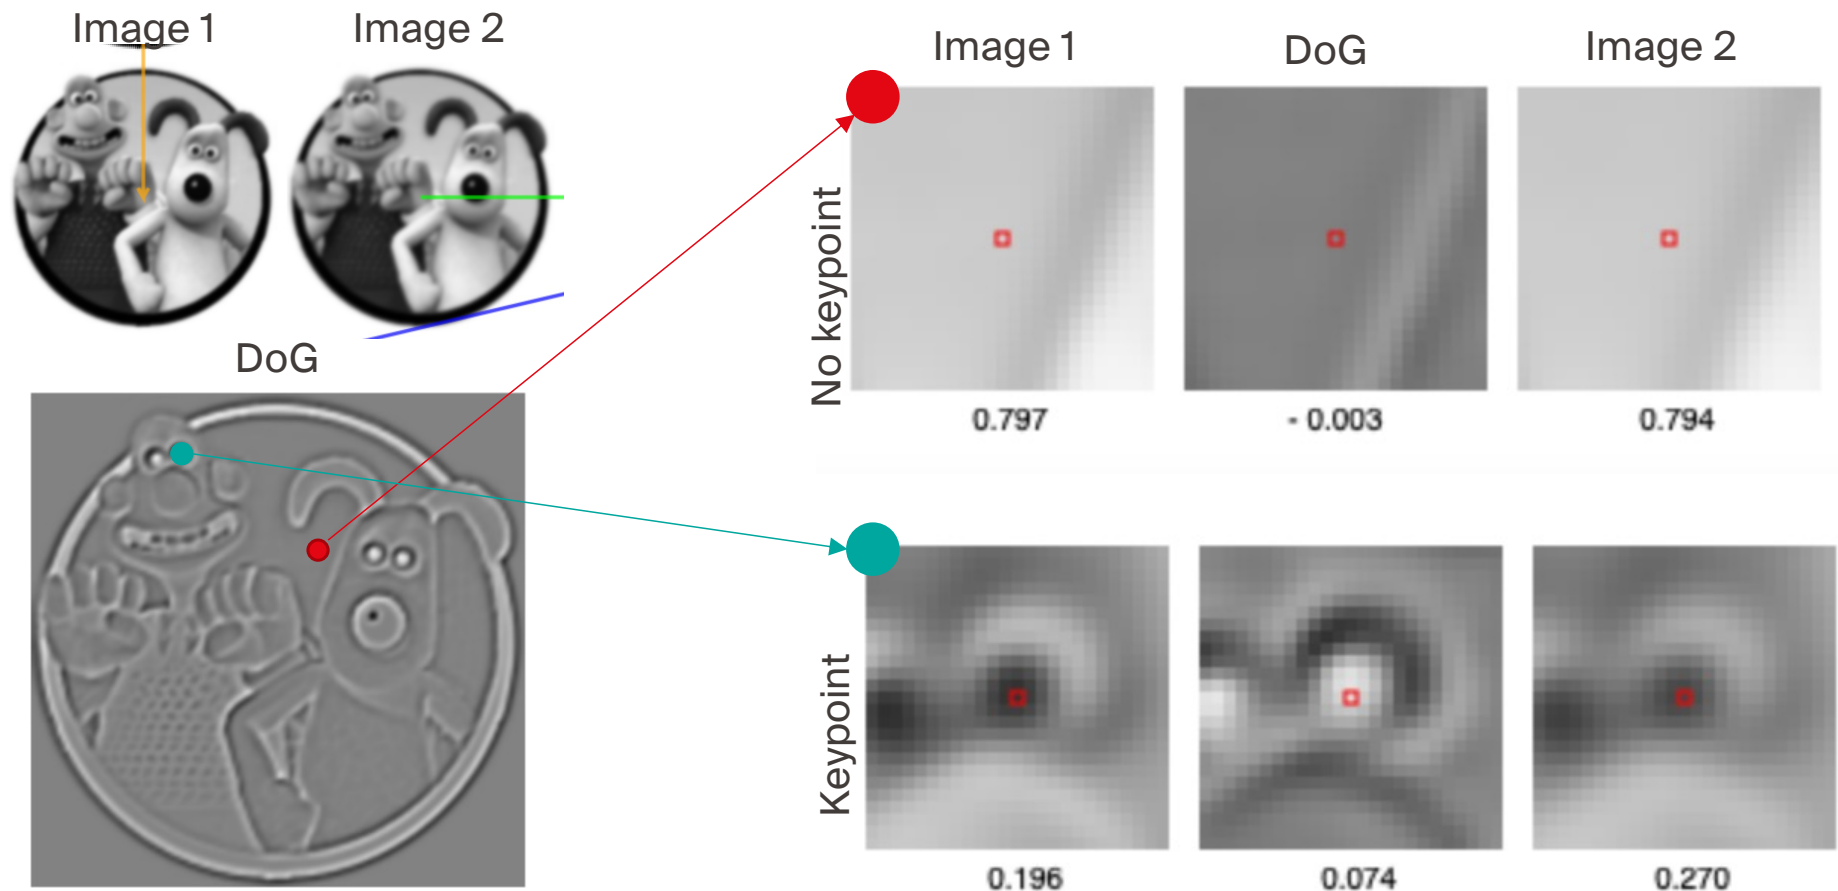 Image 1
Image 2
DoG
Image 1
DoG
Image 2
No keypoint
0.797
- 0.003
0.794
Keypoint
0.196
0.074
0.270